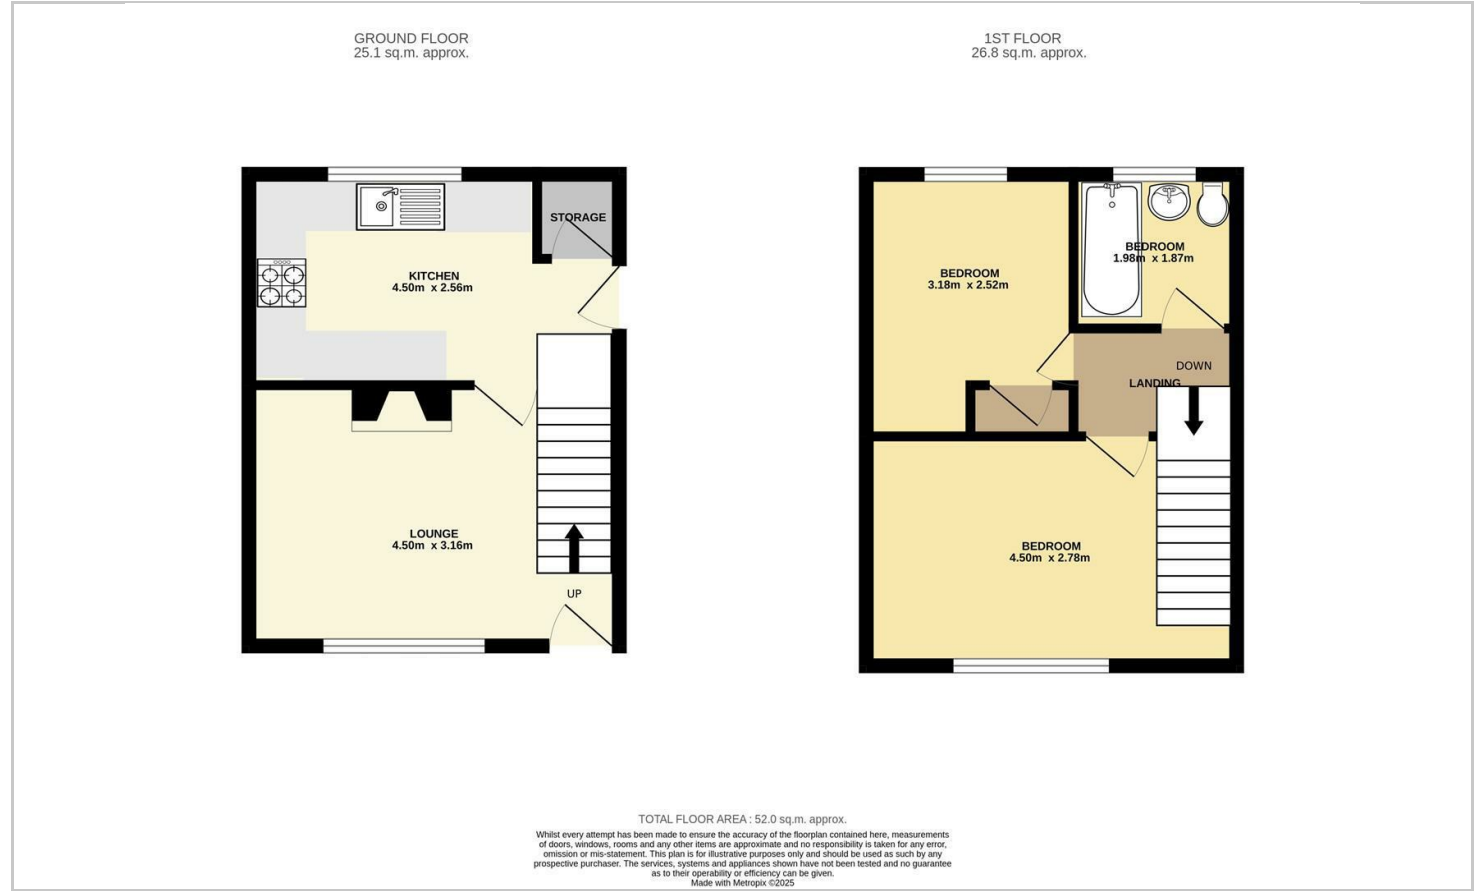 GROUND FLOOR
25.1 sq.m. approx.
1ST FLOOR
26.8 sq.m. approx.
STORAGE
KITCHEN
4.50m x 2.56m
LOUNGE
4.50m x 3.16m
UP
BEDROOM
3.18m x 2.52m
BEDROOM
1.98m x 1.87m
DOWN
LANDING
BEDROOM
4.50m x 2.78m
TOTAL FLOOR AREA : 52.0 sq.m. approx.
Whilst every attempt has been made to ensure the accuracy of the floorplan contained here, measurements
of doors, windows, rooms and any other items are approximate and no responsibility is taken for any error,
omission or mis-statement. This plan is for illustrative purposes only and should be used as such by any
prospective purchaser. The services, systems and appliances shown have not been tested and no guarantee
as to their operability or efficiency can be given.
Made with Metropix ©2025